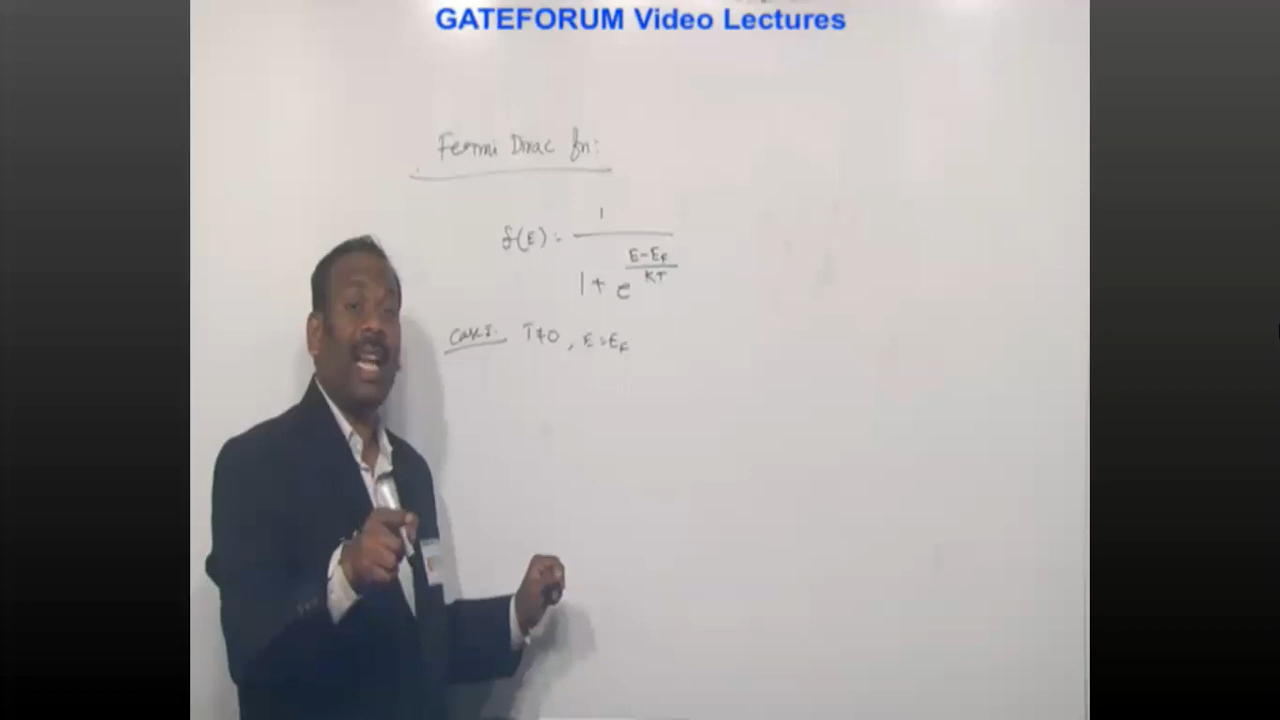 GATEFORUM Video Lectures
Fermi Dirac fn:
f(E) = 1 / 1 + e^(E-EF / KT)
Case I: T≠0, E=EF